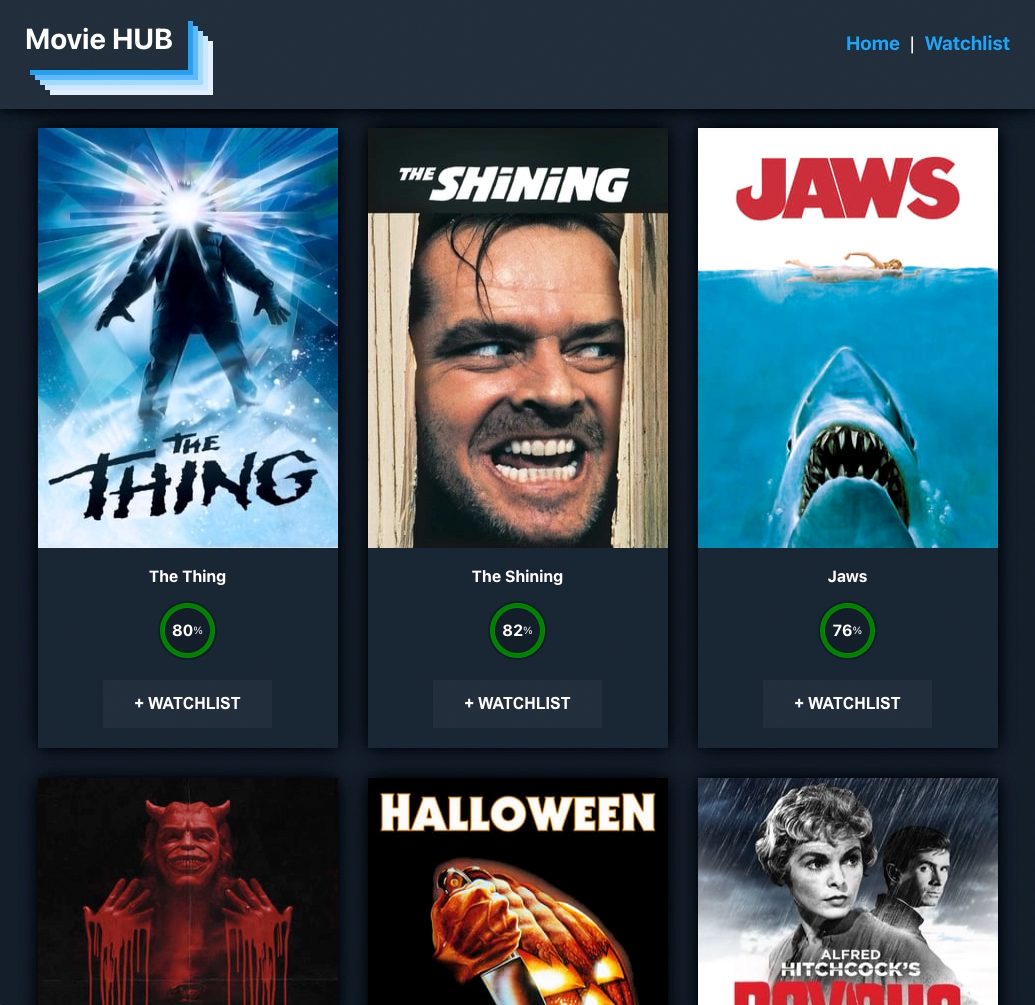 Movie HUB
Home | Watchlist
THE THING
THE SHiNiNG
JAWS
The Thing
The Shining
Jaws
80%
82%
76%
+ WATCHLIST
+ WATCHLIST
+ WATCHLIST
HALLOWEEN
ALFRED
HITCHCOCK'S